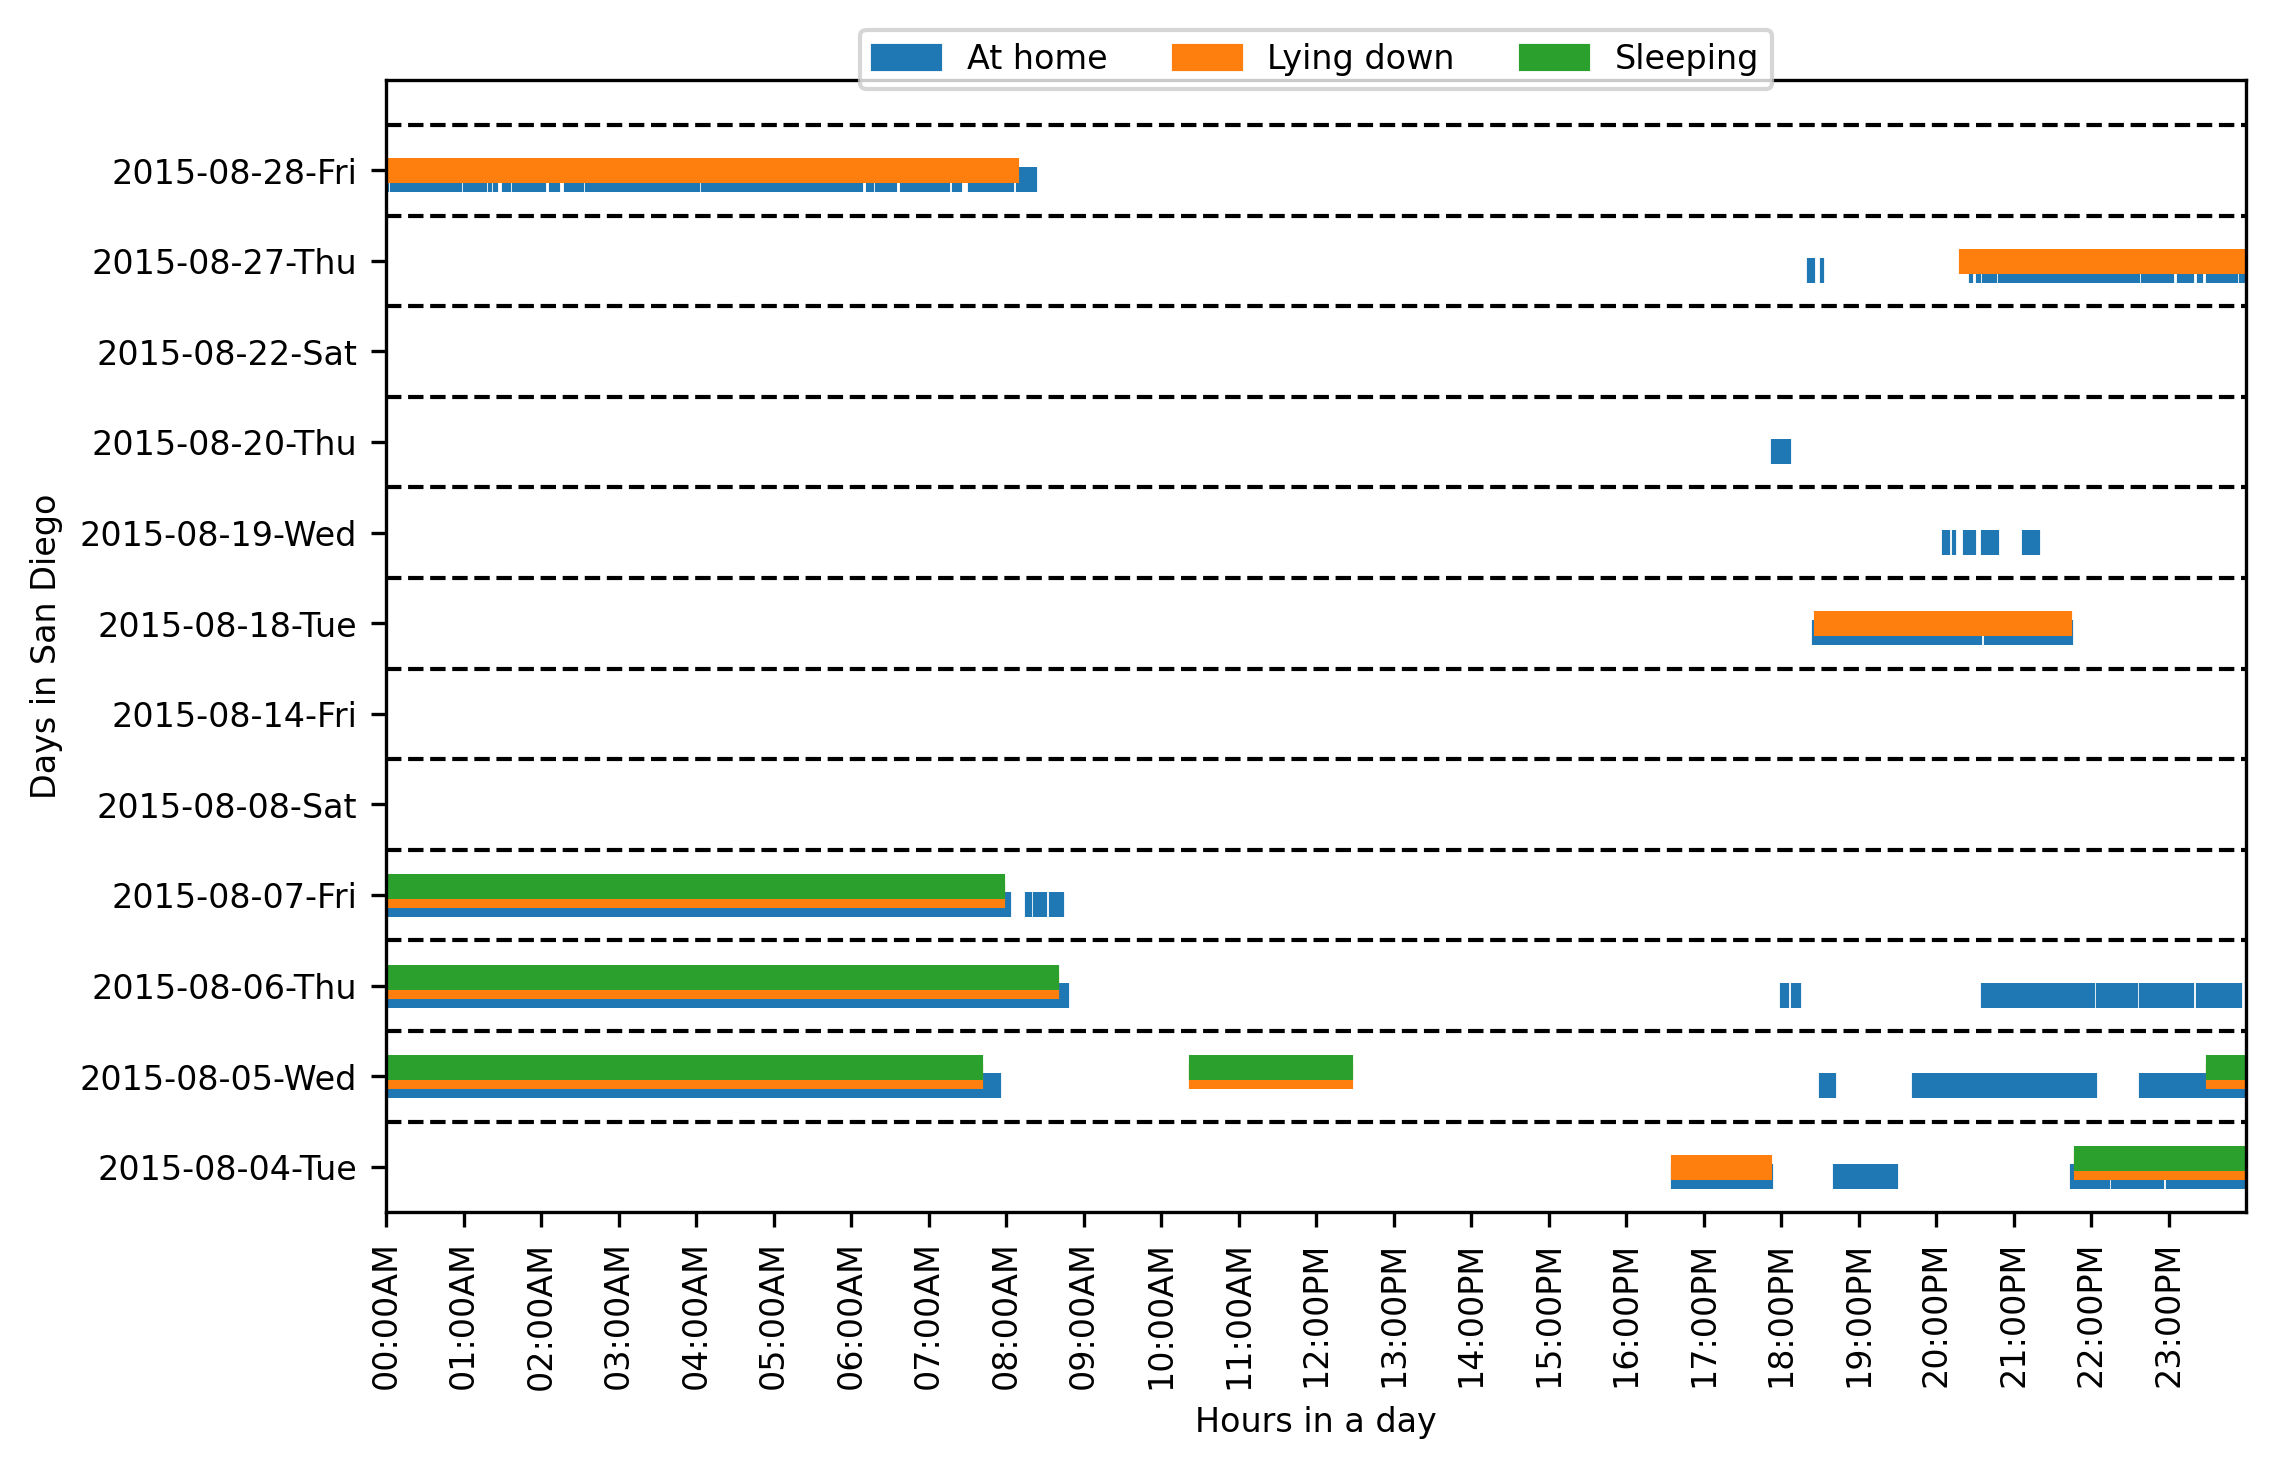 At home Lying down Sleeping
2015-08-28-Fri
2015-08-27-Thu
2015-08-22-Sat
2015-08-20-Thu
2015-08-19-Wed
2015-08-18-Tue
2015-08-14-Fri
2015-08-08-Sat
2015-08-07-Fri
2015-08-06-Thu
2015-08-05-Wed
2015-08-04-Tue
Days in San Diego
00:00AM
01:00AM
02:00AM
03:00AM
04:00AM
05:00AM
06:00AM
07:00AM
08:00AM
09:00AM
10:00AM
11:00AM
12:00PM
13:00PM
14:00PM
15:00PM
16:00PM
17:00PM
18:00PM
19:00PM
20:00PM
21:00PM
22:00PM
23:00PM
Hours in a day